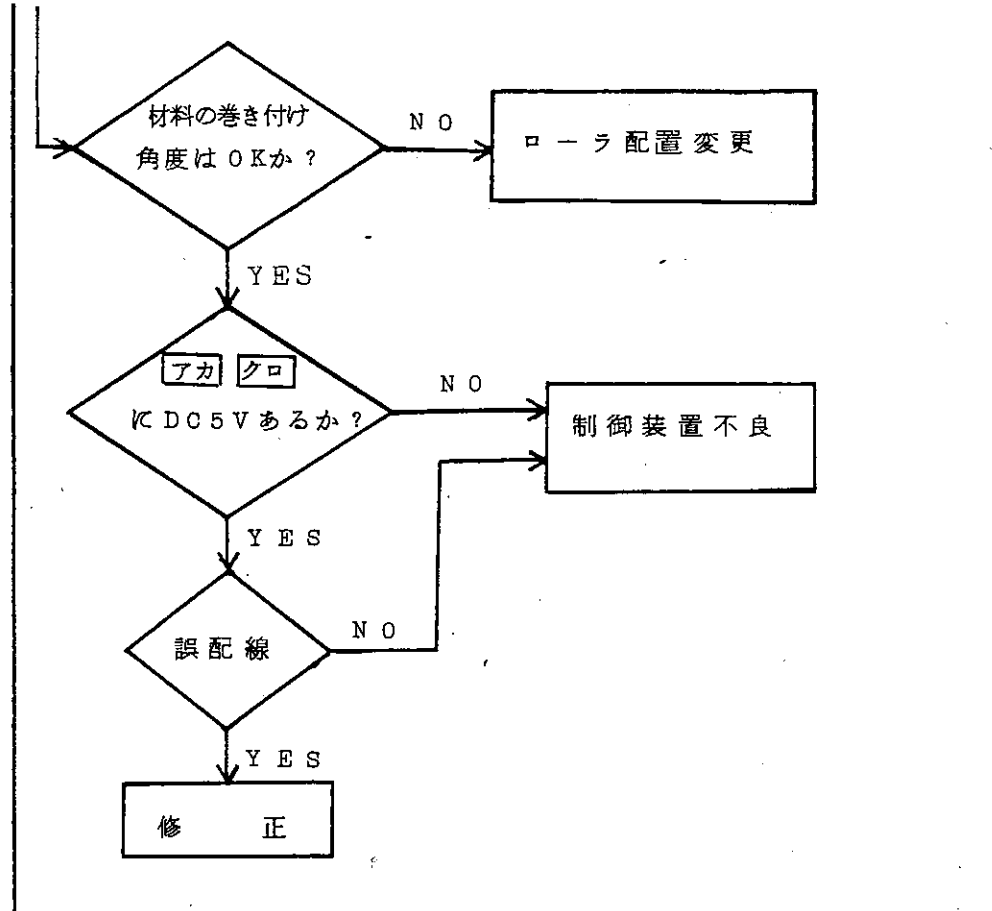 材料の巻き付け
角度はOKか?
NO
ローラ配置変更
YES
アカ クロ
にDC5Vあるか?
NO
制御装置不良
YES
誤配線
NO
YES
修正